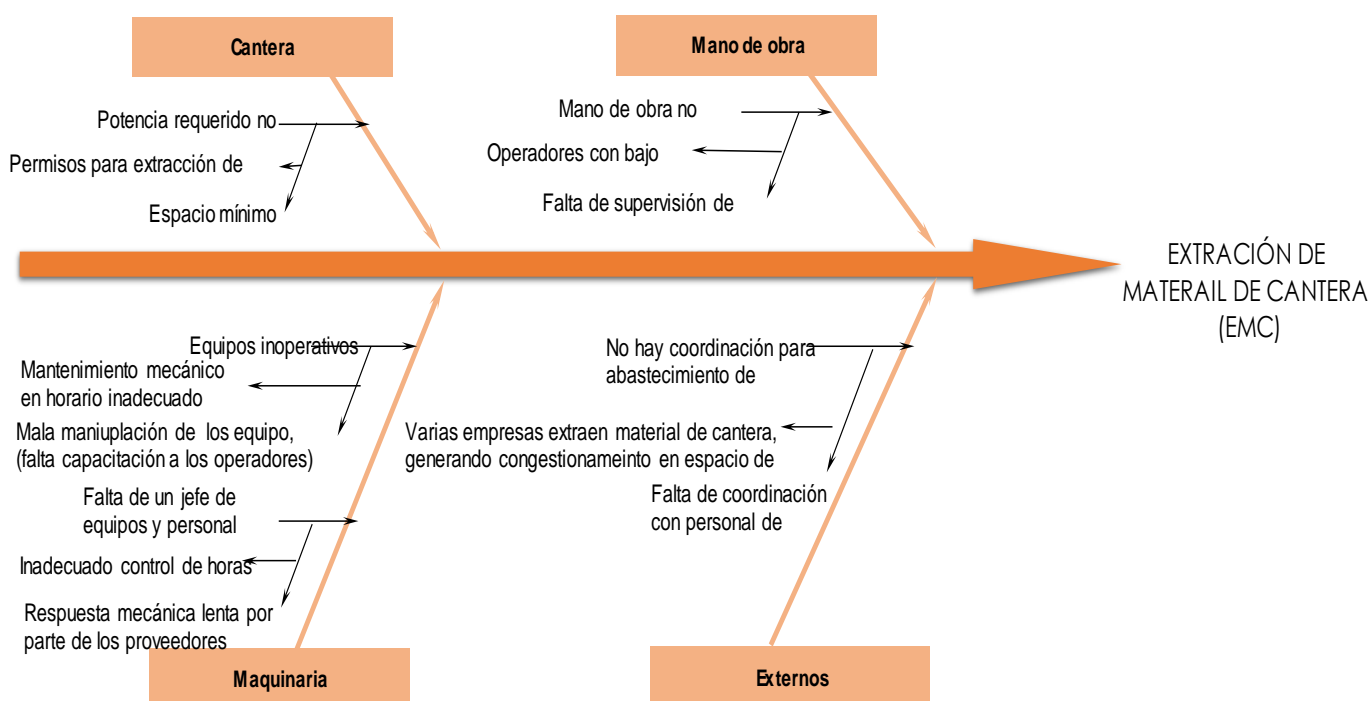 Cantera
Mano de obra
Potencia requerido no
Permisos para extracción de
Espacio mínimo
Mano de obra no
Operadores con bajo
Falta de supervisión de
EXTRACIÓN DE
MATERAIL DE CANTERA
(EMC)
Equipos inoperativos
Mantenimiento mecánico
en horario inadecuado
Mala maniuplación de los equipo,
(falta capacitación a los operadores)
Falta de un jefe de
equipos y personal
Inadecuado control de horas
Respuesta mecánica lenta por
parte de los proveedores
No hay coordinación para
abastecimiento de
Varias empresas extraen material de cantera,
generando congestionameinto en espacio de
Falta de coordinación
con personal de
Maquinaria
Externos